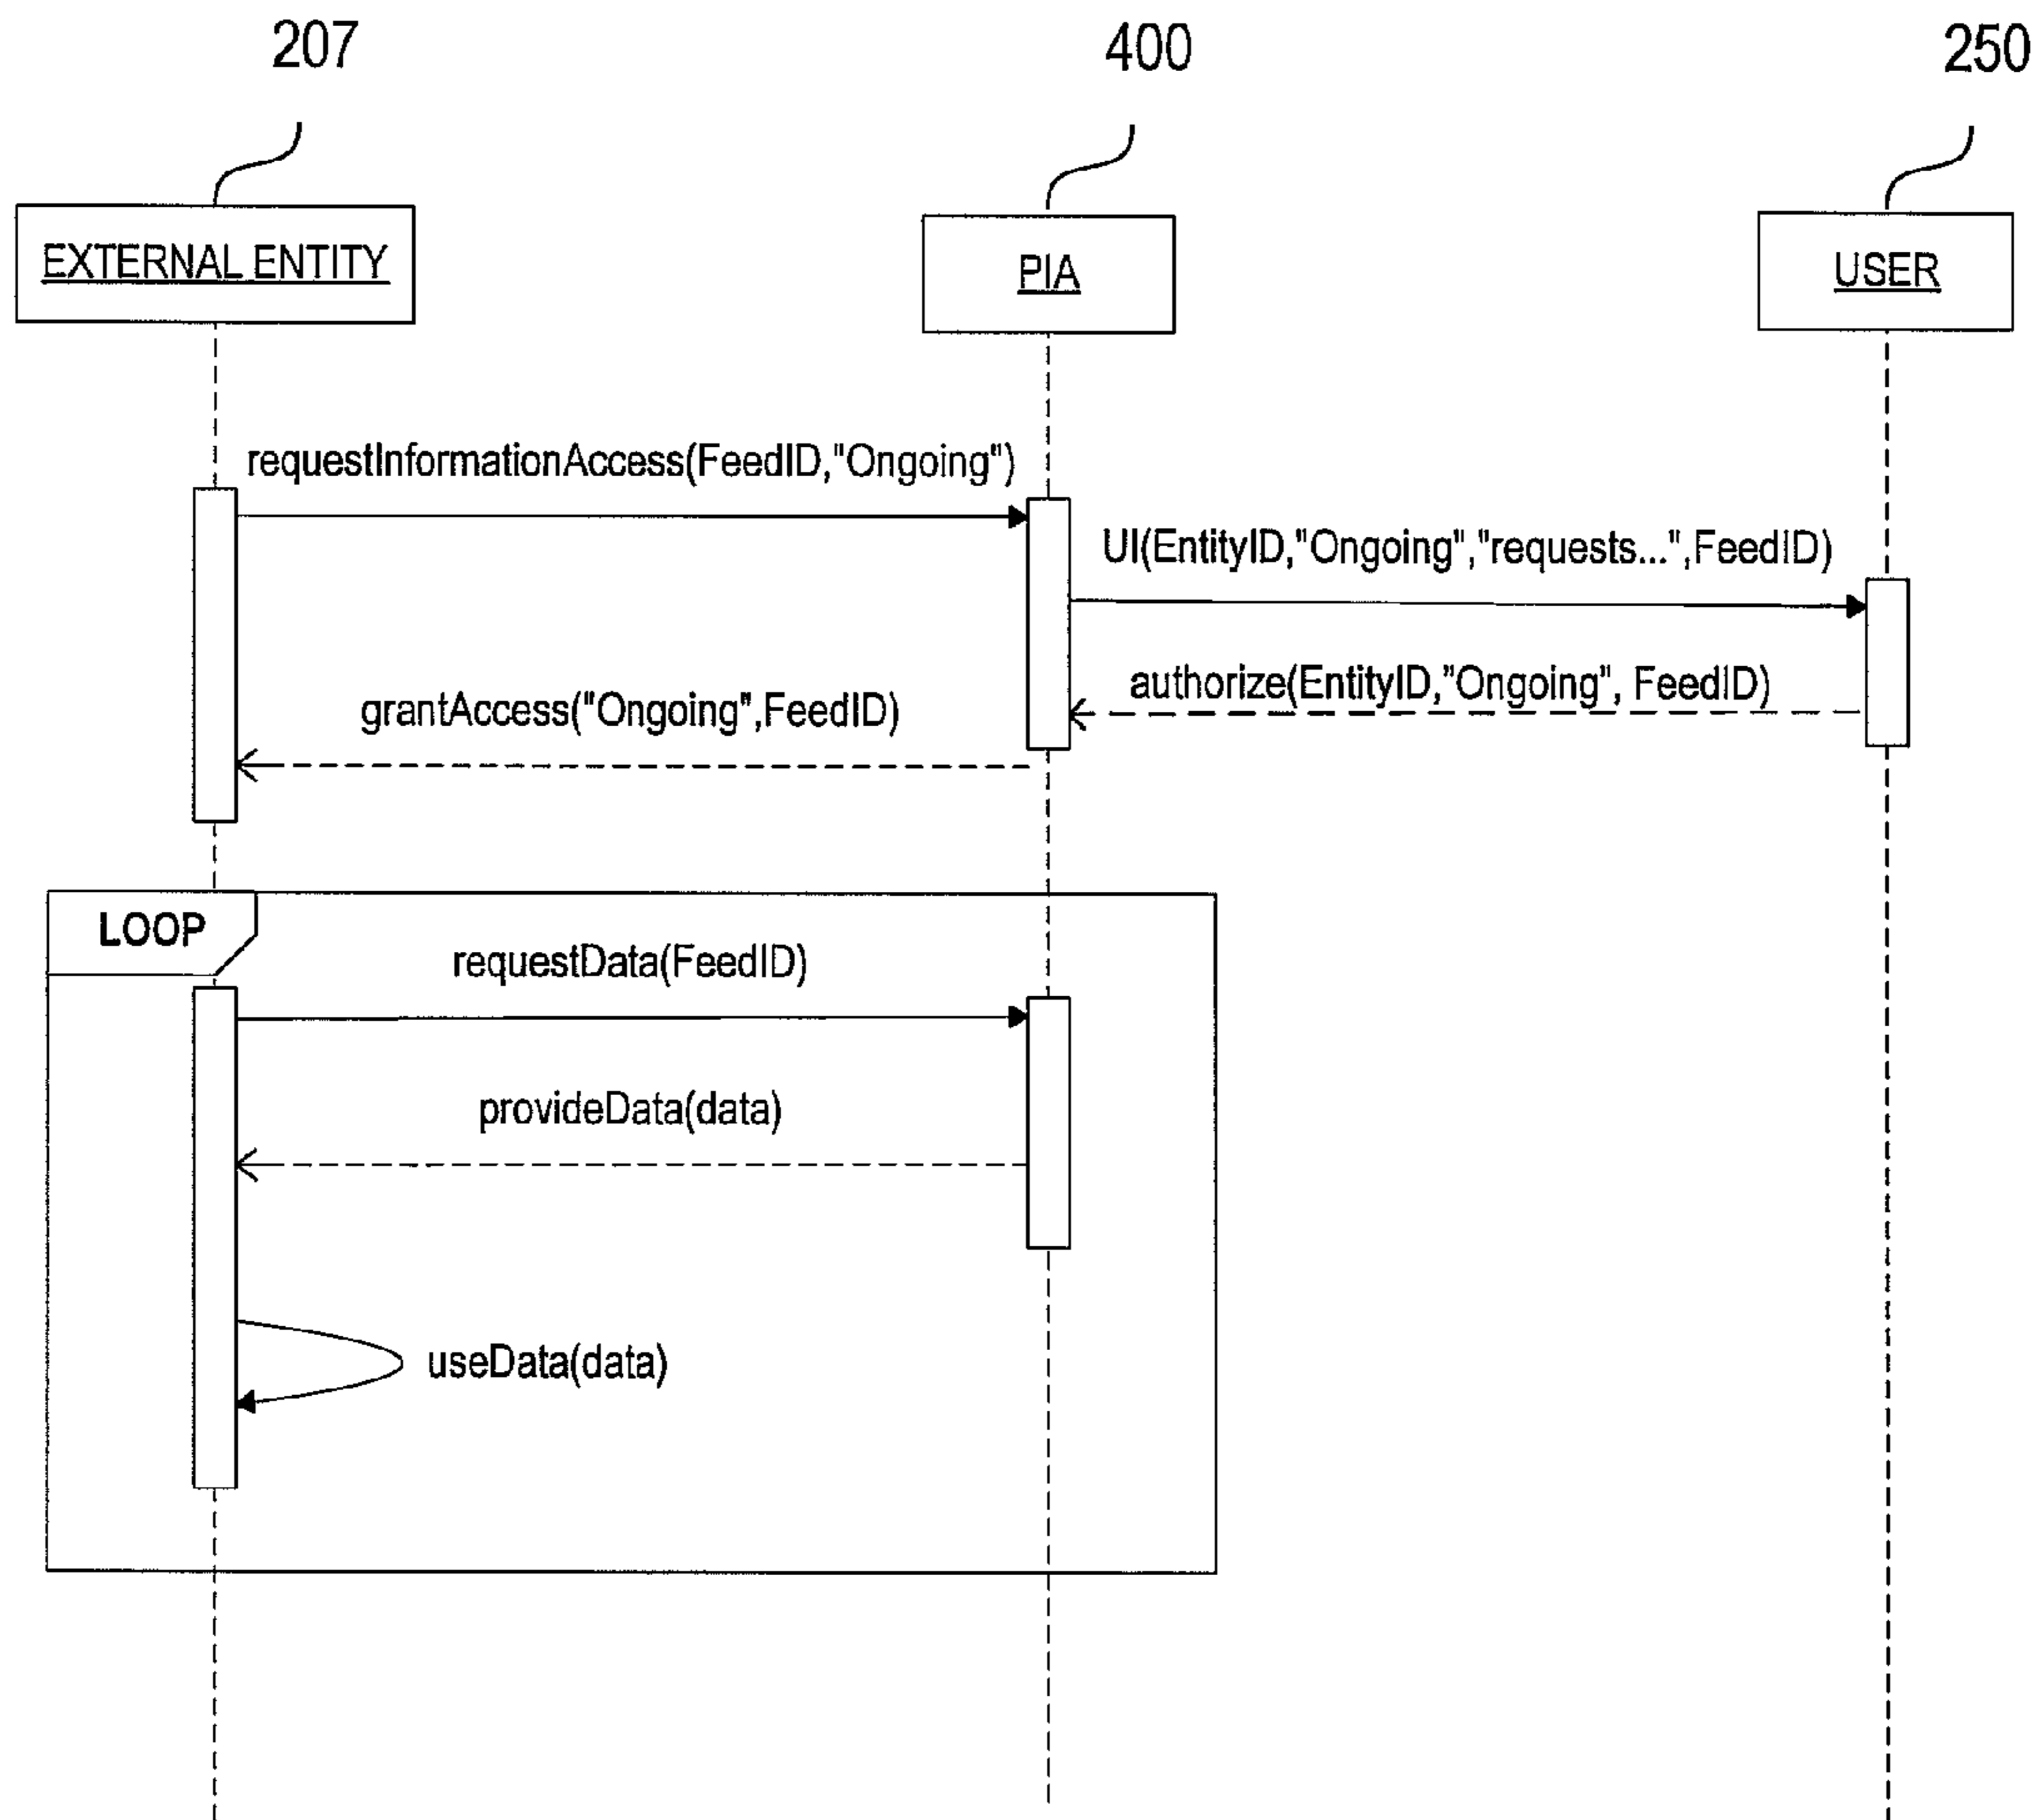 207
400
250
EXTERNAL ENTITY
PIA
USER
requestInformationAccess(FeedID,"Ongoing")
UI(EntityID,"Ongoing","requests...",FeedID)
authorize(EntityID,"Ongoing", FeedID)
grantAccess("Ongoing",FeedID)
LOOP
requestData(FeedID)
provideData(data)
useData(data)